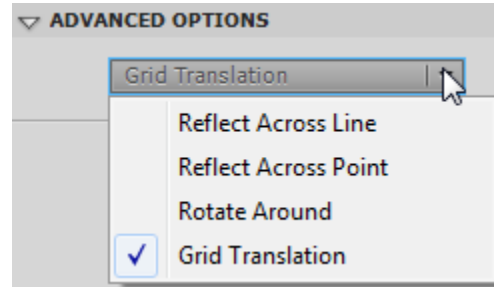 ADVANCED OPTIONS
Grid Translation
Reflect Across Line
Reflect Across Point
Rotate Around
Grid Translation